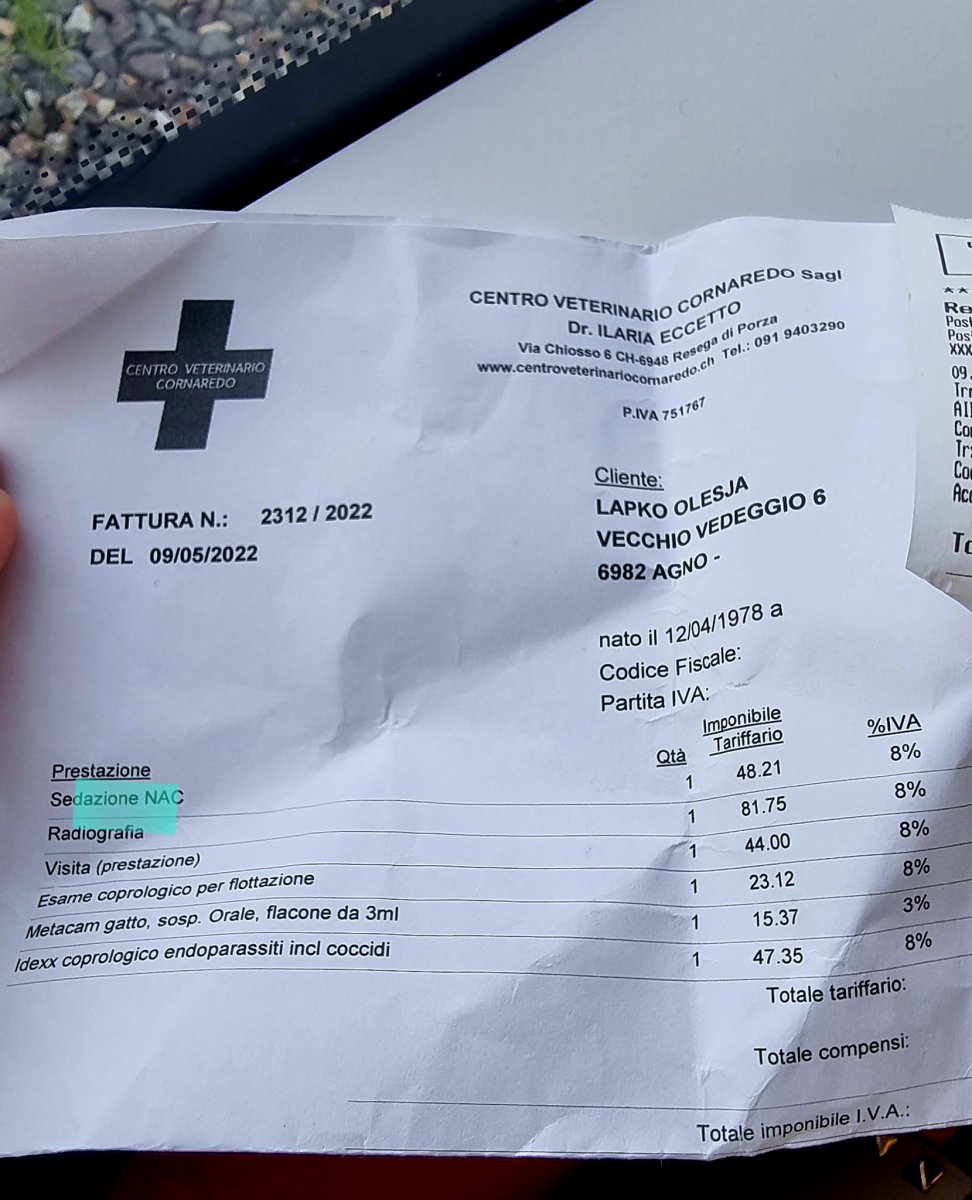 CENTRO VETERINARIO
CORNAREDO
CENTRO VETERINARIO CORNAREDO Sagl
Dr. ILARIA ECCETTO
Via Chiosso 6 CH-6948 Resega di Porza
www.centroveterinariocornaredo.ch Tel.: 091 9403290
P.IVA 751767
FATTURA N.: 2312 / 2022
DEL 09/05/2022
Cliente:
LAPKO OLESJA
VECCHIO VEDEGGIO 6
6982 AGNO -
nato il 12/04/1978 a
Codice Fiscale:
Partita IVA:
Prestazione Qtà Imponibile Tariffario %IVA
Sedazione NAC 1 48.21 8%
Radiografia 1 81.75 8%
Visita (prestazione) 1 44.00 8%
Esame coprologico per flottazione 1 23.12 8%
Metacam gatto, sosp. Orale, flacone da 3ml 1 15.37 3%
Idexx coprologico endoparassiti incl coccidi 1 47.35 8%
Totale tariffario:
Totale compensi:
Totale imponibile I.V.A.:
**
Re
Post
Pos
XXX
09.